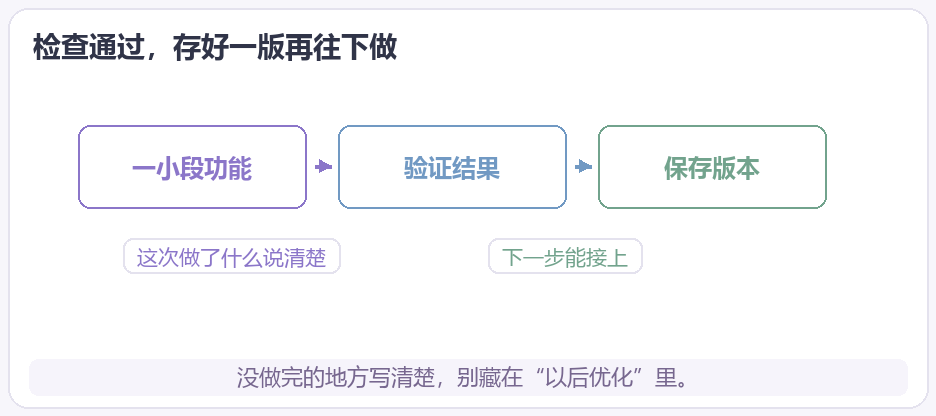 检查通过，存好一版再往下做
一小段功能
验证结果
保存版本
这次做了什么说清楚
下一步能接上
没做完的地方写清楚，别藏在“以后优化”里。